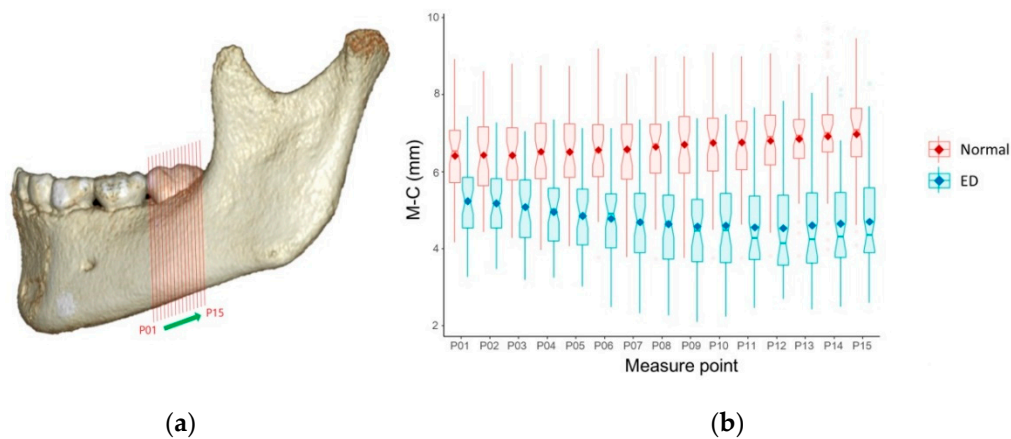 P01
P15
10
8
6
4
2
M-C (mm)
P01 P02 P03 P04 P05 P06 P07 P08 P09 P10 P11 P12 P13 P14 P15
Measure point
Normal
ED
(a)
(b)